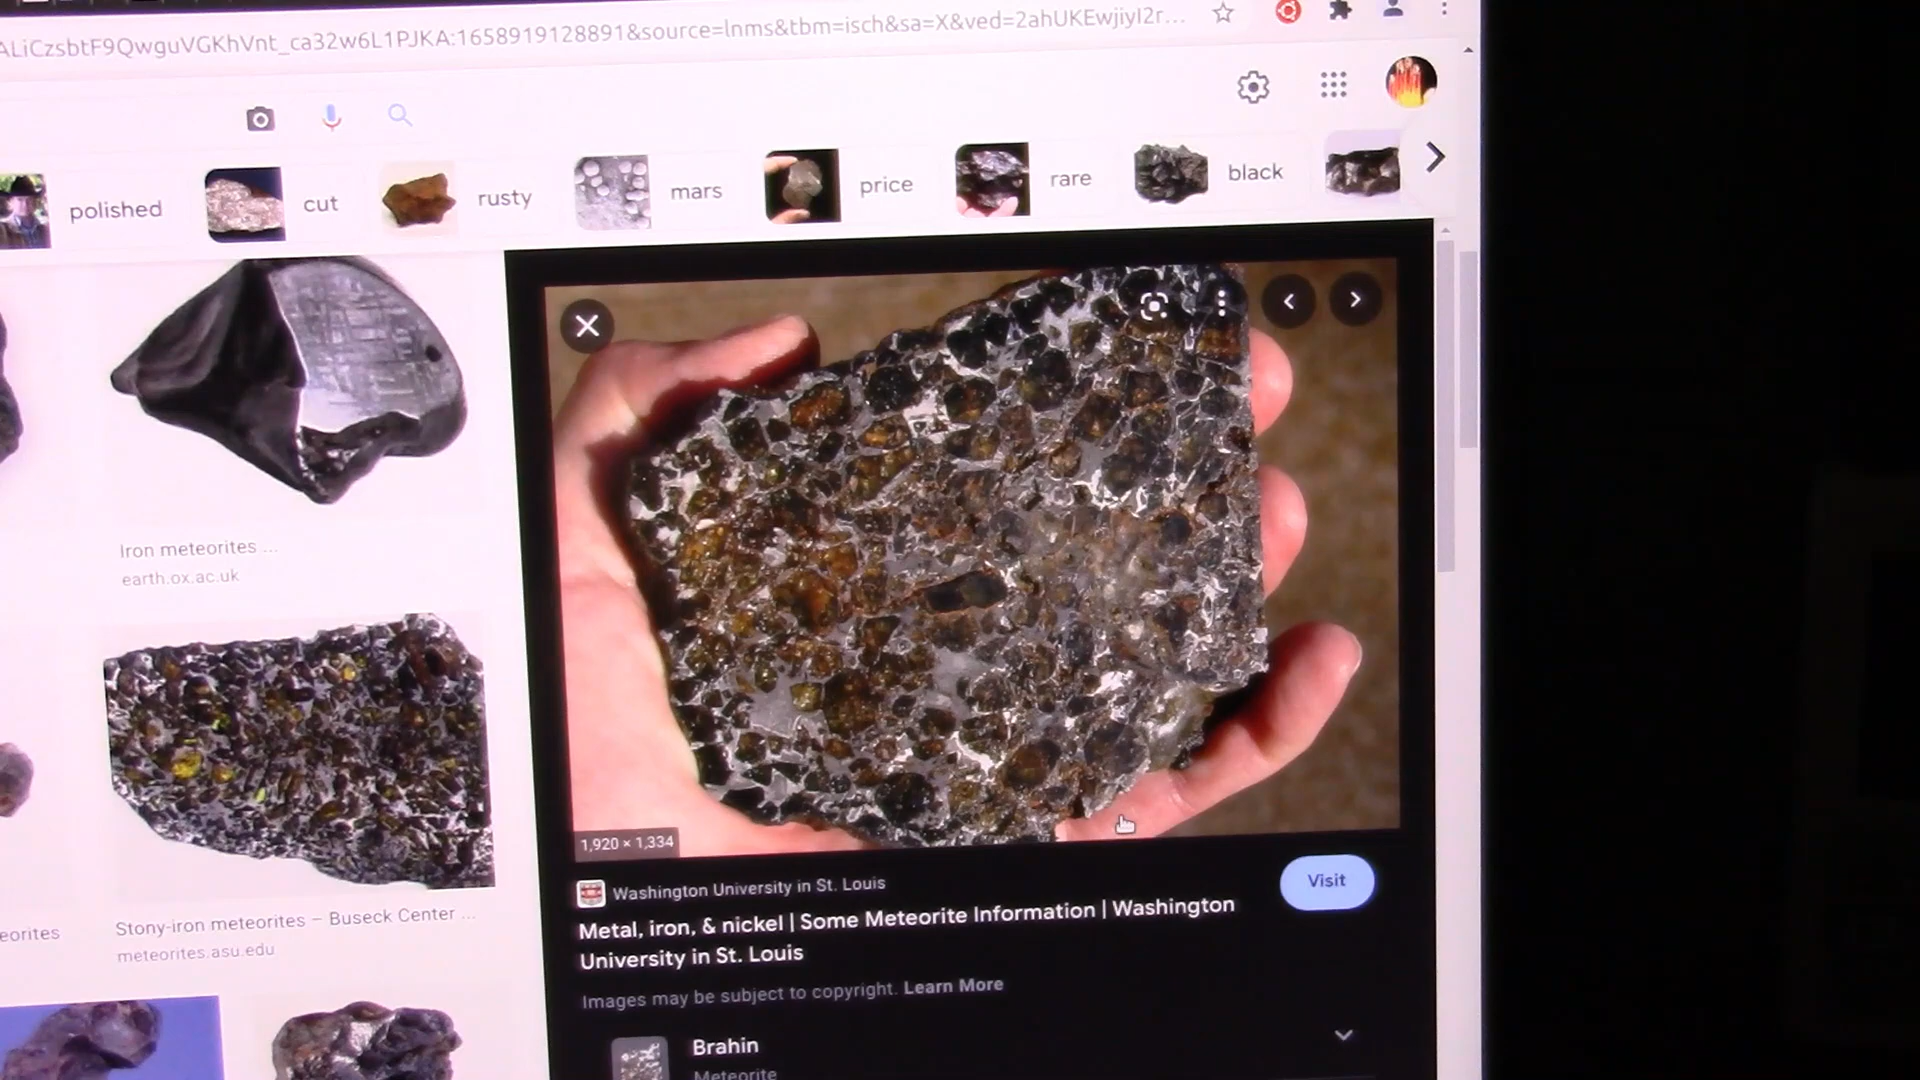 ALiCzsbtF9QwguVGKhVnt_ca32w6L1PJKA:1658919128891&source=lnms&tbm=isch&sa=X&ved=2ahUKEwjiyI2r...
polished
cut
rusty
mars
price
rare
black
Iron meteorites ...
earth.ox.ac.uk
eorites
Stony-iron meteorites – Buseck Center ...
meteorites.asu.edu
1,920 × 1,334
Washington University in St. Louis
Visit
Metal, iron, & nickel | Some Meteorite Information | Washington
University in St. Louis
Images may be subject to copyright. Learn More
Brahin
Meteorite